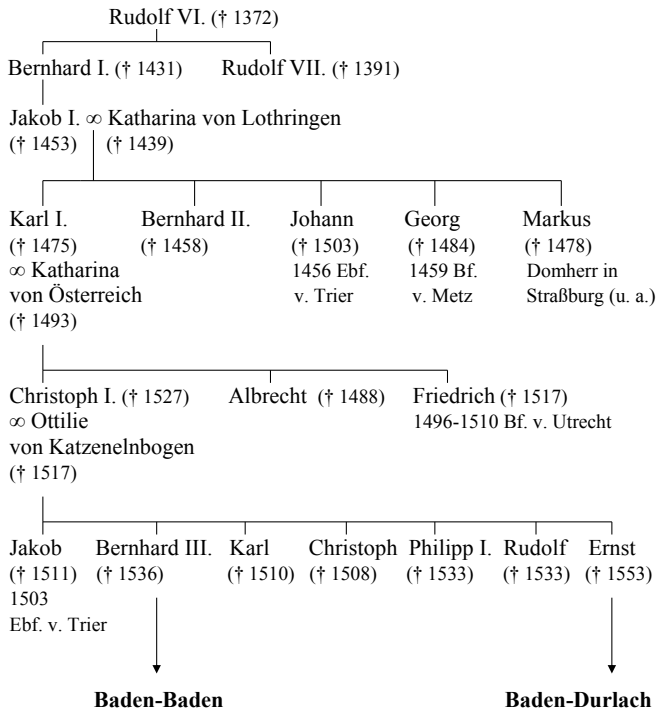 Rudolf VI. († 1372)
Bernhard I. († 1431) Rudolf VII. († 1391)
Jakob I. ∞ Katharina von Lothringen
(† 1453) († 1439)
Karl I. Bernhard II. Johann Georg Markus
(† 1475) († 1458) († 1503) († 1484) († 1478)
∞ Katharina 1456 Ebf. 1459 Bf. Domherr in
von Österreich v. Trier v. Metz Straßburg (u. a.)
(† 1493)
Christoph I. († 1527) Albrecht († 1488) Friedrich († 1517)
∞ Ottilie 1496-1510 Bf. v. Utrecht
von Katzenelnbogen
(† 1517)
Jakob Bernhard III. Karl Christoph Philipp I. Rudolf Ernst
(† 1511) († 1536) († 1510) († 1508) († 1533) († 1533) († 1553)
1503
Ebf. v. Trier
Baden-Baden Baden-Durlach